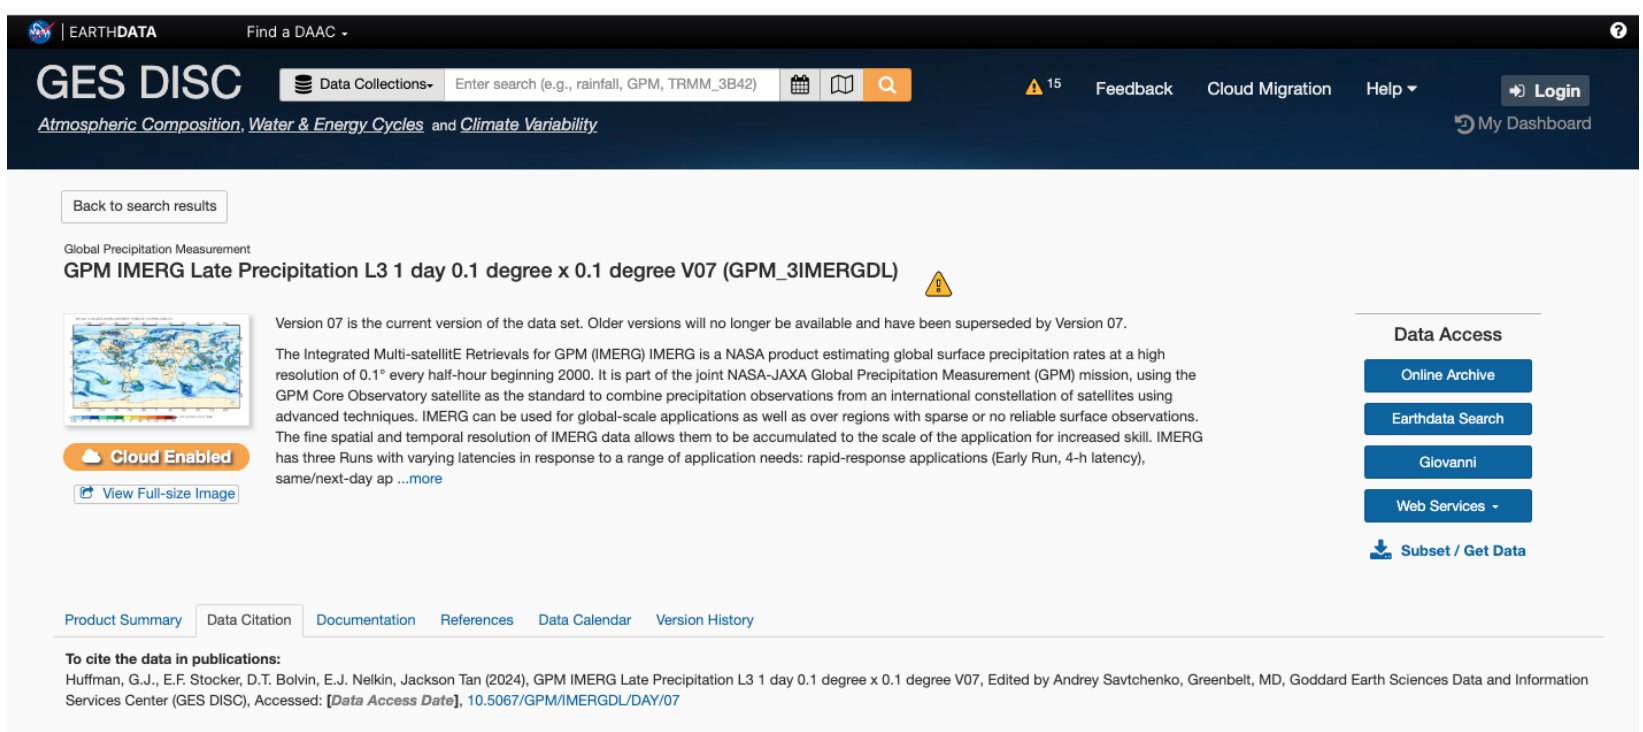 EARTHDATA Find a DAAC
GES DISC Data Collections Enter search (e.g., rainfall, GPM, TRMM_3B42) 15 Feedback Cloud Migration Help Login
Atmospheric Composition, Water & Energy Cycles and Climate Variability My Dashboard
Back to search results
Global Precipitation Measurement
GPM IMERG Late Precipitation L3 1 day 0.1 degree x 0.1 degree V07 (GPM_3IMERGDL)
Version 07 is the current version of the data set. Older versions will no longer be available and have been superseded by Version 07.
The Integrated Multi-satellitE Retrievals for GPM (IMERG) IMERG is a NASA product estimating global surface precipitation rates at a high
resolution of 0.1° every half-hour beginning 2000. It is part of the joint NASA-JAXA Global Precipitation Measurement (GPM) mission, using the
GPM Core Observatory satellite as the standard to combine precipitation observations from an international constellation of satellites using
advanced techniques. IMERG can be used for global-scale applications as well as over regions with sparse or no reliable surface observations.
The fine spatial and temporal resolution of IMERG data allows them to be accumulated to the scale of the application for increased skill. IMERG
has three Runs with varying latencies in response to a range of application needs: rapid-response applications (Early Run, 4-h latency),
same/next-day ap ...more
Cloud Enabled
View Full-size Image
Data Access
Online Archive
Earthdata Search
Giovanni
Web Services
Subset / Get Data
Product Summary Data Citation Documentation References Data Calendar Version History
To cite the data in publications:
Huffman, G.J., E.F. Stocker, D.T. Bolvin, E.J. Nelkin, Jackson Tan (2024), GPM IMERG Late Precipitation L3 1 day 0.1 degree x 0.1 degree V07, Edited by Andrey Savtchenko, Greenbelt, MD, Goddard Earth Sciences Data and Information
Services Center (GES DISC), Accessed: [Data Access Date], 10.5067/GPM/IMERGDL/DAY/07